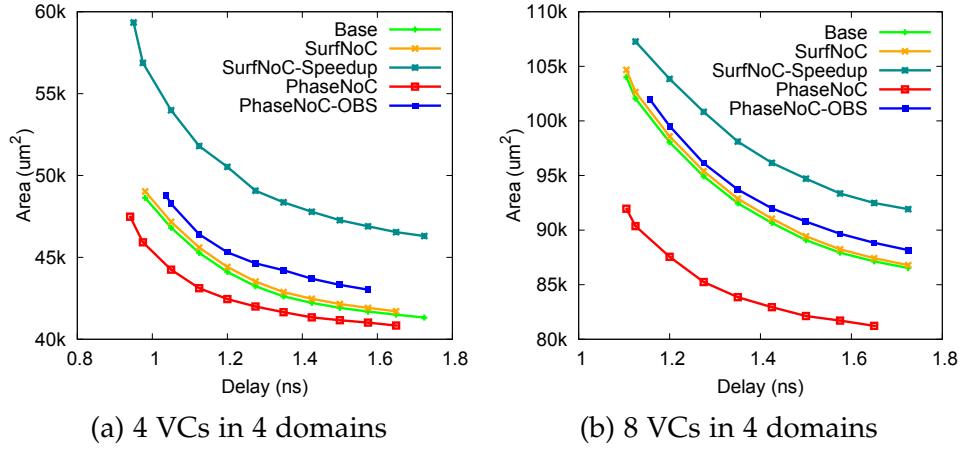 60k
55k
50k
45k
40k
Area (um²)
0.8 1 1.2 1.4 1.6 1.8
Delay (ns)
Base
SurfNoC
SurfNoC-Speedup
PhaseNoC
PhaseNoC-OBS
(a) 4 VCs in 4 domains
110k
105k
100k
95k
90k
85k
80k
Area (um²)
1.2 1.4 1.6 1.8
Delay (ns)
Base
SurfNoC
SurfNoC-Speedup
PhaseNoC
PhaseNoC-OBS
(b) 8 VCs in 4 domains